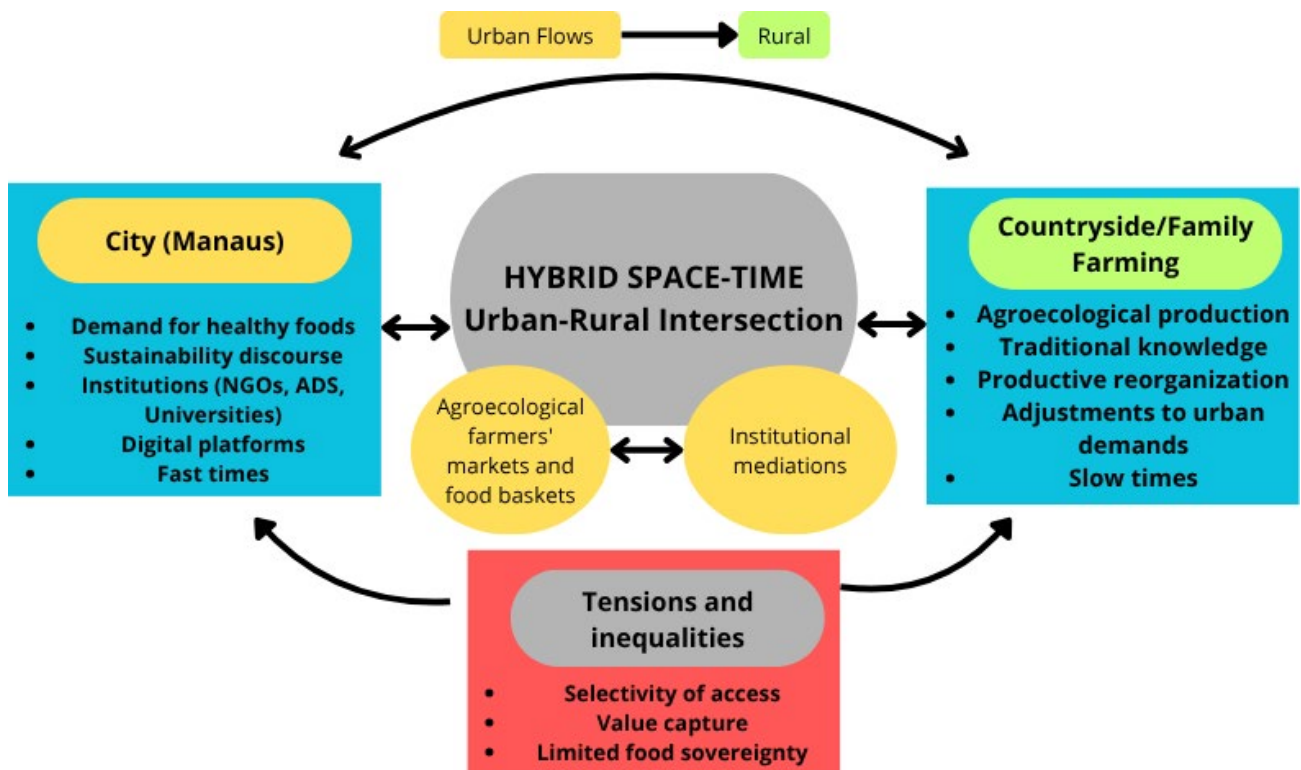 Urban Flows
Rural
City (Manaus)
• Demand for healthy foods
• Sustainability discourse
• Institutions (NGOs, ADS,
Universities)
• Digital platforms
• Fast times
HYBRID SPACE-TIME
Urban-Rural Intersection
Agroecological
farmers'
markets and
food baskets
Institutional
mediations
Countryside/Family
Farming
• Agroecological production
• Traditional knowledge
• Productive reorganization
• Adjustments to urban
demands
• Slow times
Tensions and
inequalities
• Selectivity of access
• Value capture
• Limited food sovereignty